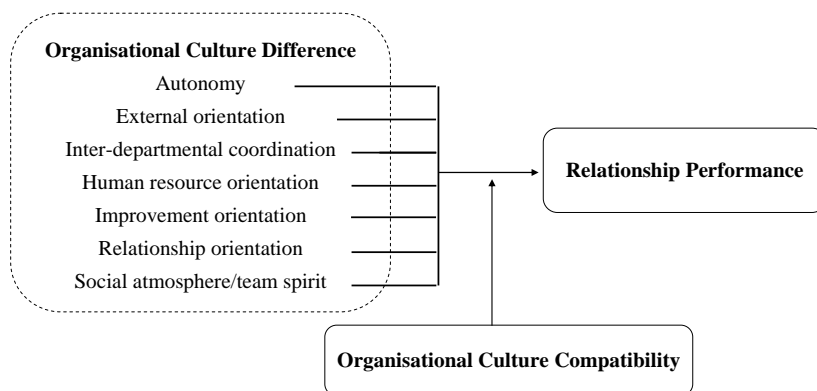 Organisational Culture Difference
Autonomy
External orientation
Inter-departmental coordination
Human resource orientation
Improvement orientation
Relationship orientation
Social atmosphere/team spirit
Relationship Performance
Organisational Culture Compatibility